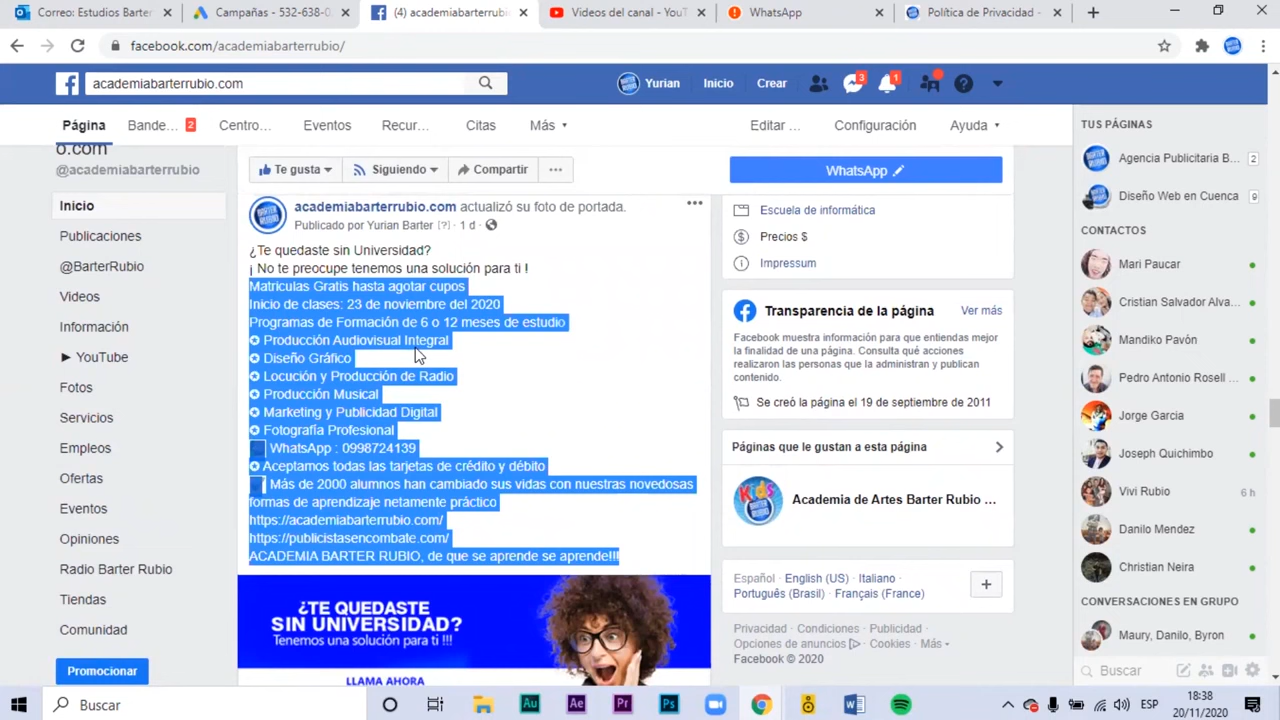 Correo: Estudios Barter
Campañas - 532-638-0
(4) academiabarterrubio
Videos del canal - YouT
WhatsApp
Política de Privacidad -
facebook.com/academiabarterrubio/
academiabarterrubio.com
Yurian
Inicio
Crear
3
1
Página
Bande... 2
Centro...
Eventos
Recur...
Citas
Más
Editar ...
Configuración
Ayuda
o.com
@academiabarterrubio
Inicio
Publicaciones
@BarterRubio
Videos
Información
► YouTube
Fotos
Servicios
Empleos
Ofertas
Eventos
Opiniones
Radio Barter Rubio
Tiendas
Comunidad
Promocionar
Te gusta
Siguiendo
Compartir
...
WhatsApp
BARTER RUBIO
academiabarterrubio.com actualizó su foto de portada.
Publicado por Yurian Barter [?] · 1 d ·
¿Te quedaste sin Universidad?
¡ No te preocupe tenemos una solución para ti !
Matriculas Gratis hasta agotar cupos
Inicio de clases: 23 de noviembre del 2020
Programas de Formación de 6 o 12 meses de estudio
✪ Producción Audiovisual Integral
✪ Diseño Gráfico
✪ Locución y Producción de Radio
✪ Producción Musical
✪ Marketing y Publicidad Digital
✪ Fotografía Profesional
WhatsApp : 0998724139
✪ Aceptamos todas las tarjetas de crédito y débito
Más de 2000 alumnos han cambiado sus vidas con nuestras novedosas
formas de aprendizaje netamente práctico
https://academiabarterrubio.com/
https://publicistasencombate.com/
ACADEMIA BARTER RUBIO, de que se aprende se aprende!!!
¿TE QUEDASTE
SIN UNIVERSIDAD?
Tenemos una solución para ti !!!
LLAMA AHORA
Escuela de informática
Precios $
Impressum
Transparencia de la página
Ver más
Facebook muestra información para que entiendas mejor
la finalidad de una página. Consulta qué acciones
realizaron las personas que la administran y publican
contenido.
Se creó la página el 19 de septiembre de 2011
Páginas que le gustan a esta página
Kids
BARTER RUBIO
Academia de Artes Barter Rubio ...
Español · English (US) · Italiano ·
Português (Brasil) · Français (France)
Privacidad · Condiciones · Publicidad ·
Opciones de anuncios · Cookies · Más
Facebook © 2020
TUS PÁGINAS
Agencia Publicitaria B... 2
Diseño Web en Cuenca 9
CONTACTOS
Mari Paucar
Cristian Salvador Alva...
Mandiko Pavón
Pedro Antonio Rosell ...
Jorge Garcia
Joseph Quichimbo
Vivi Rubio 6 h
Danilo Mendez
Christian Neira
CONVERSACIONES EN GRUPO
Maury, Danilo, Byron
Buscar
Buscar
Au
Ae
Pr
Ps
ESP
18:38
20/11/2020